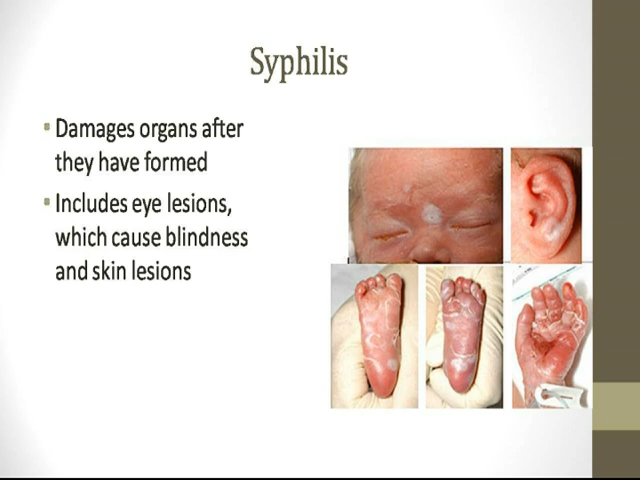 Syphilis
▪ Damages organs after
they have formed
▪ Includes eye lesions,
which cause blindness
and skin lesions